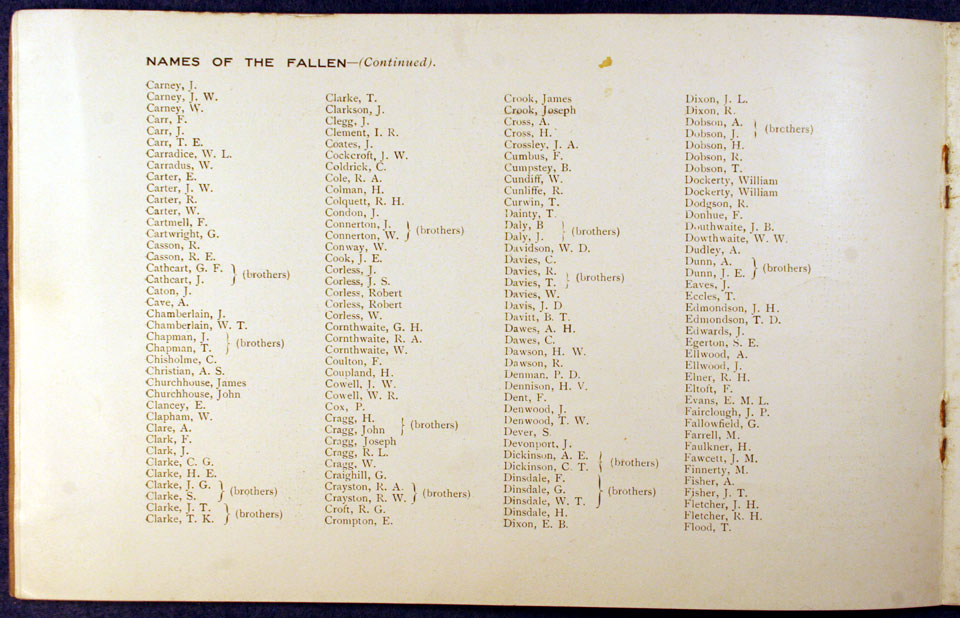 NAMES OF THE FALLEN—(Continued).
Carney, J.
Carney, J. W.
Carney, W.
Carr, F.
Carr, J.
Carr, T. E.
Carradice, W. L.
Carradus, W.
Carter, E.
Carter, J. W.
Carter, R.
Carter, W.
Cartmell, F.
Cartwright, G.
Casson, R.
Casson, R. E.
Cathcart, G. F. } (brothers)
Cathcart, J.
Caton, J.
Cave, A.
Chamberlain, J.
Chamberlain, W. T.
Chapman, J. } (brothers)
Chapman, T.
Chisholme, C.
Christian, A. S.
Churchhouse, James
Churchhouse, John
Clancey, E.
Clapham, W.
Clare, A.
Clark, F.
Clark, J.
Clarke, C. G.
Clarke, H. E.
Clarke, J. G. } (brothers)
Clarke, S.
Clarke, J. T. } (brothers)
Clarke, T. K.
Clarke, T.
Clarkson, J.
Clegg, J.
Clement, I. R.
Coates, J.
Cockcroft, J. W.
Coldrick, C.
Cole, R. A.
Colman, H.
Colquett, R. H.
Condon, J.
Connerton, J. } (brothers)
Connerton, W.
Conway, W.
Cook, J. E.
Corless, J.
Corless, J. S.
Corless, Robert
Corless, Robert
Corless, W.
Cornthwaite, G. H.
Cornthwaite, R. A.
Cornthwaite, W.
Coulton, F.
Coupland, H.
Cowell, J. W.
Cowell, W. R.
Cox, P.
Cragg, H. } (brothers)
Cragg, John
Cragg, Joseph
Cragg, R. L.
Cragg, W.
Craighill, G.
Crayston, R. A. } (brothers)
Crayston, R. W.
Croft, R. G.
Crompton, E.
Crook, James
Crook, Joseph
Cross, A.
Cross, H.
Crossley, J. A.
Cumbus, F.
Cumpstey, B.
Cundiff, W.
Cunliffe, R.
Curwin, T.
Dainty, T.
Daly, B } (brothers)
Daly, J.
Davidson, W. D.
Davies, C.
Davies, R. } (brothers)
Davies, T.
Davies, W.
Davis, J. D
Davitt, B. T.
Dawes, A. H.
Dawes, C.
Dawson, H. W.
Dawson, R.
Denman, P. D.
Dennison, H. V.
Dent, F.
Denwood, J.
Denwood, T. W.
Dever, S.
Devonport, J.
Dickinson, A. E. } (brothers)
Dickinson, C. T.
Dinsdale, F. } (brothers)
Dinsdale, G.
Dinsdale, W. T.
Dinsdale, H.
Dixon, E. B.
Dixon, J. L.
Dixon, R.
Dobson, A. } (brothers)
Dobson, J.
Dobson, H.
Dobson, R.
Dobson, T.
Dockerty, William
Dockerty, William
Dodgson, R.
Donhue, F.
Douthwaite, J. B.
Dowthwaite, W. W.
Dudley, A.
Dunn, A. } (brothers)
Dunn, J. E.
Eaves, J.
Eccles, T.
Edmondson, J. H.
Edmondson, T. D.
Edwards, J.
Egerton, S. E.
Ellwood, A.
Ellwood, J.
Elner, R. H.
Eltoft, F.
Evans, E. M. L.
Fairclough, J. P.
Fallowfield, G.
Farrell, M.
Faulkner, H.
Fawcett, J. M.
Finnerty, M.
Fisher, A.
Fisher, J. T.
Fletcher, J. H.
Fletcher, R. H.
Flood, T.